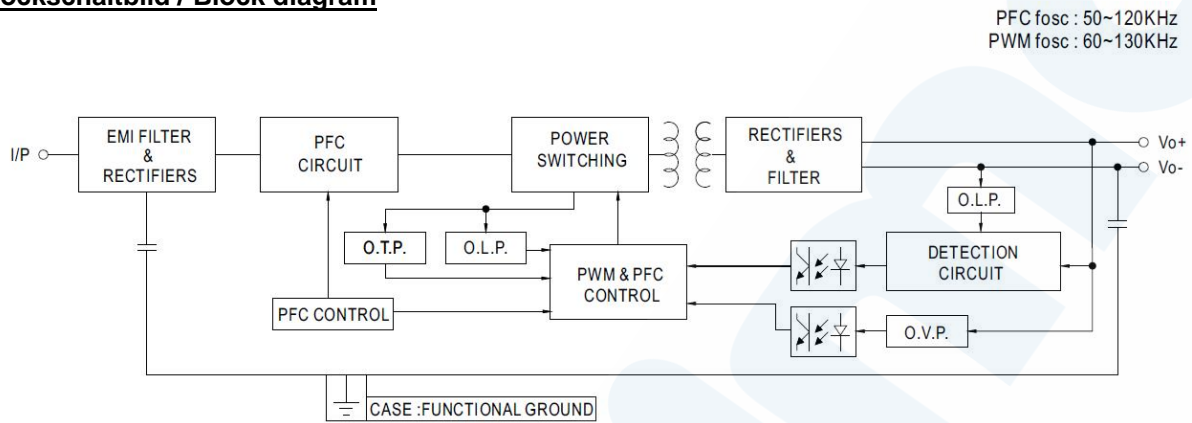 PFC fosc : 50~120KHz
PWM fosc : 60~130KHz
I/P
EMI FILTER
&
RECTIFIERS
PFC
CIRCUIT
POWER
SWITCHING
RECTIFIERS
&
FILTER
Vo+
Vo-
O.L.P.
O.T.P.
O.L.P.
DETECTION
CIRCUIT
PWM & PFC
CONTROL
PFC CONTROL
O.V.P.
CASE :FUNCTIONAL GROUND